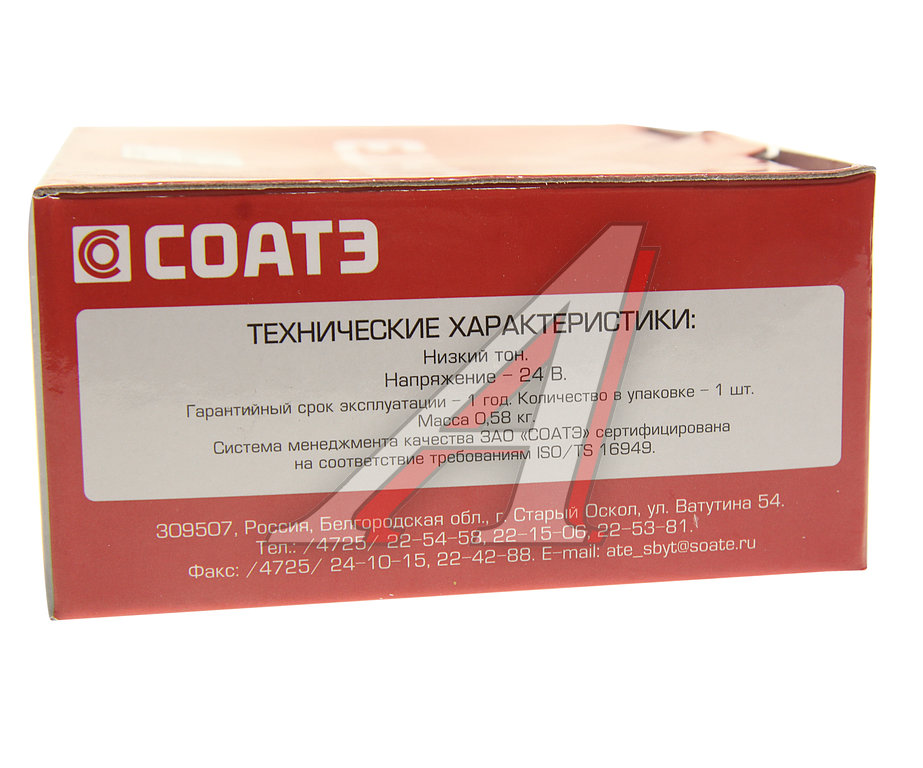 СОАТЭ
ТЕХНИЧЕСКИЕ ХАРАКТЕРИСТИКИ:
Низкий тон.
Напряжение – 24 В.
Гарантийный срок эксплуатации – 1 год. Количество в упаковке – 1 шт.
Масса 0,58 кг.
Система менеджмента качества ЗАО «СОАТЭ» сертифицирована
на соответствие требованиям ISO/TS 16949.
309507, Россия, Белгородская обл., г. Старый Оскол, ул. Ватутина 54.
Тел.: /4725/ 22-54-58, 22-15-06, 22-53-81.
Факс: /4725/ 24-10-15, 22-42-88. E-mail: ate_sbyt@soate.ru